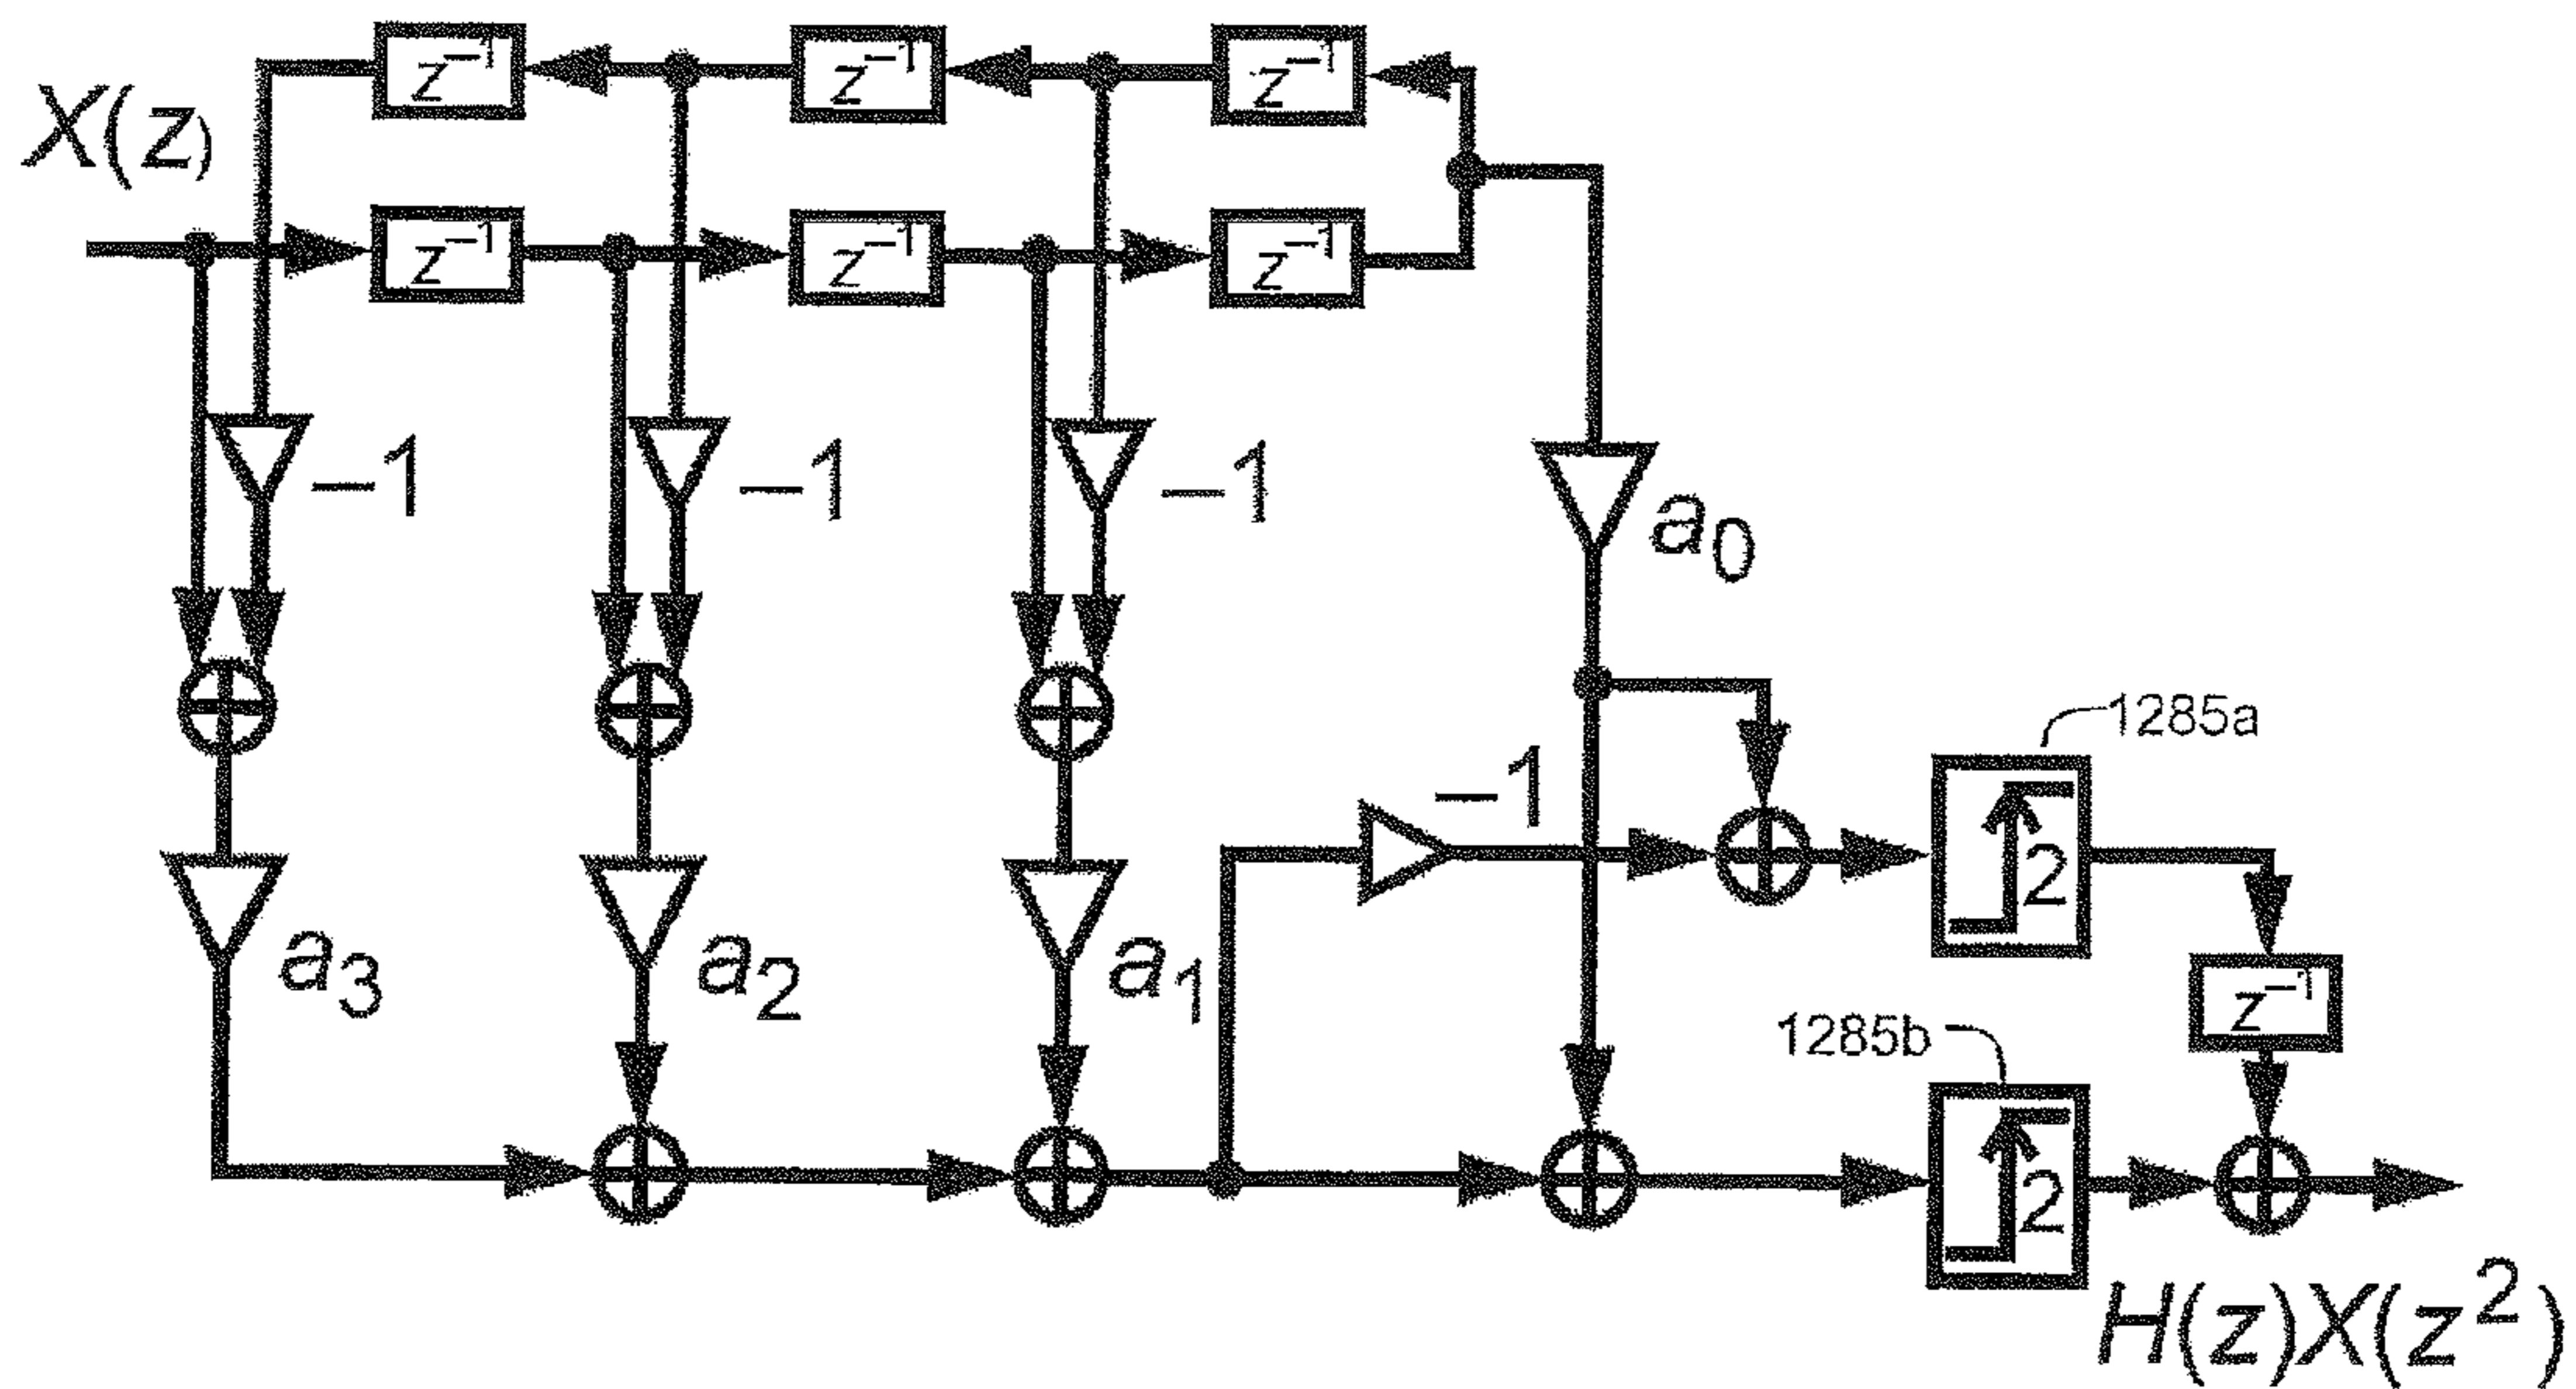 z⁻¹ z⁻¹ z⁻¹
X(z)
z⁻¹ z⁻¹ z⁻¹
–1 –1 –1
a₀
1285a
–1
2
a₃ a₂ a₁
z⁻¹
1285b
2
H(z)X(z²)